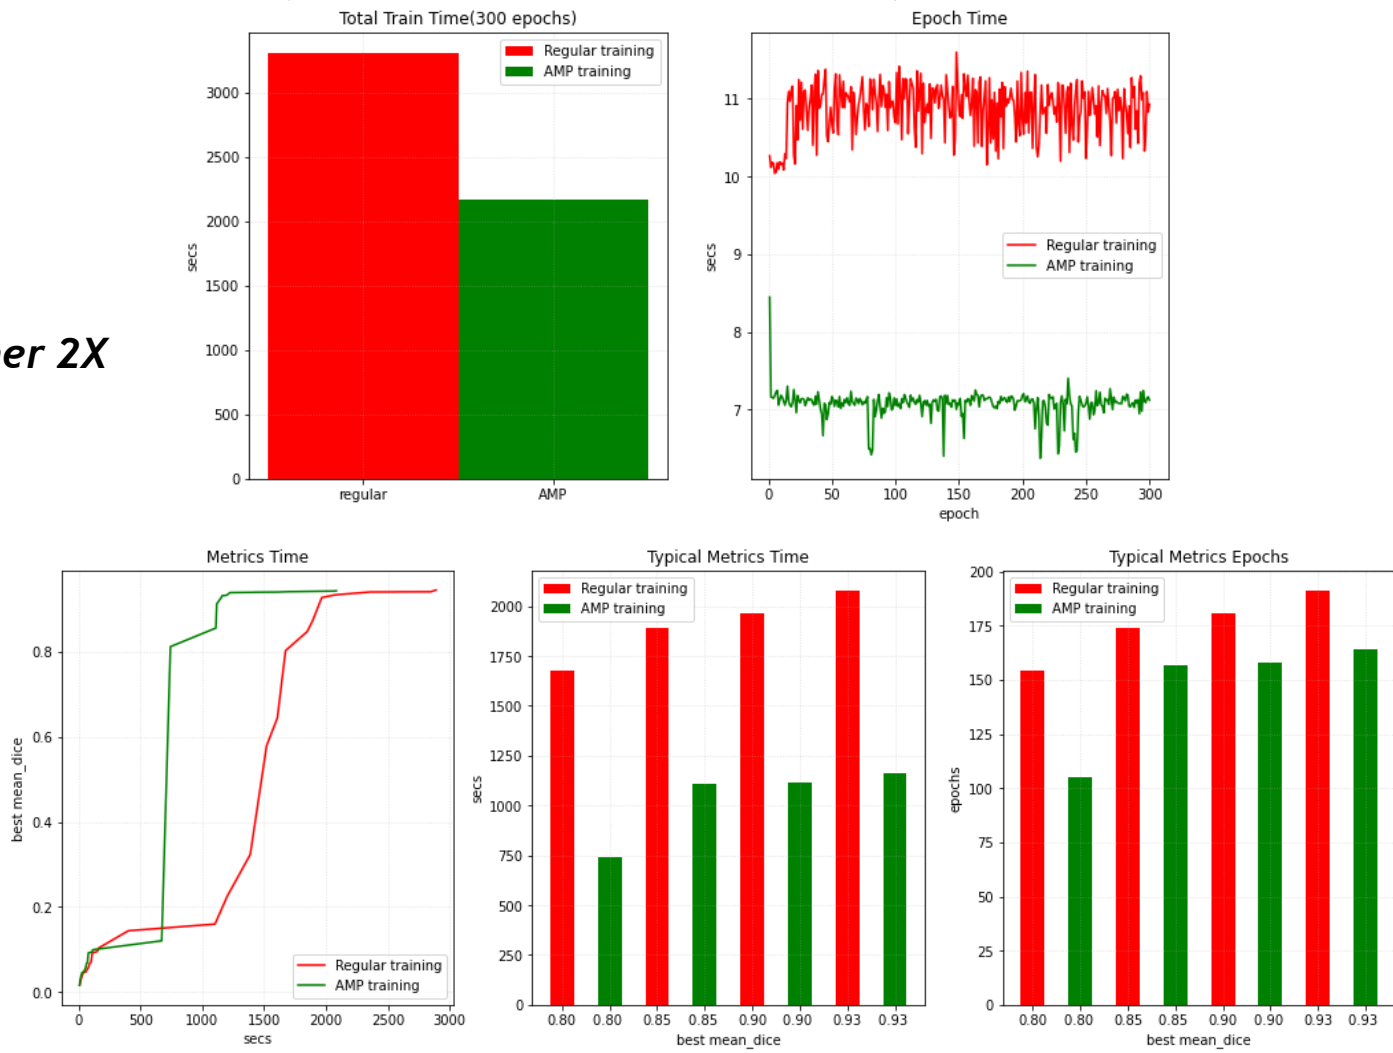 Total Train Time(300 epochs)
Regular training
AMP training
3000
2500
2000
1500
1000
500
0
secs
regular
AMP
Epoch Time
11
10
9
8
7
secs
Regular training
AMP training
0
50
100
150
200
250
300
epoch
2X
Metrics Time
0.8
0.6
0.4
0.2
0.0
best mean_dice
Regular training
AMP training
0
500
1000
1500
2000
2500
3000
secs
Typical Metrics Time
Regular training
AMP training
2000
1750
1500
1250
1000
750
500
250
0
secs
0.80
0.80
0.85
0.85
0.90
0.90
0.93
0.93
best mean_dice
Typical Metrics Epochs
Regular training
AMP training
200
175
150
125
100
75
50
25
0
epochs
0.80
0.80
0.85
0.85
0.90
0.90
0.93
0.93
best mean_dice